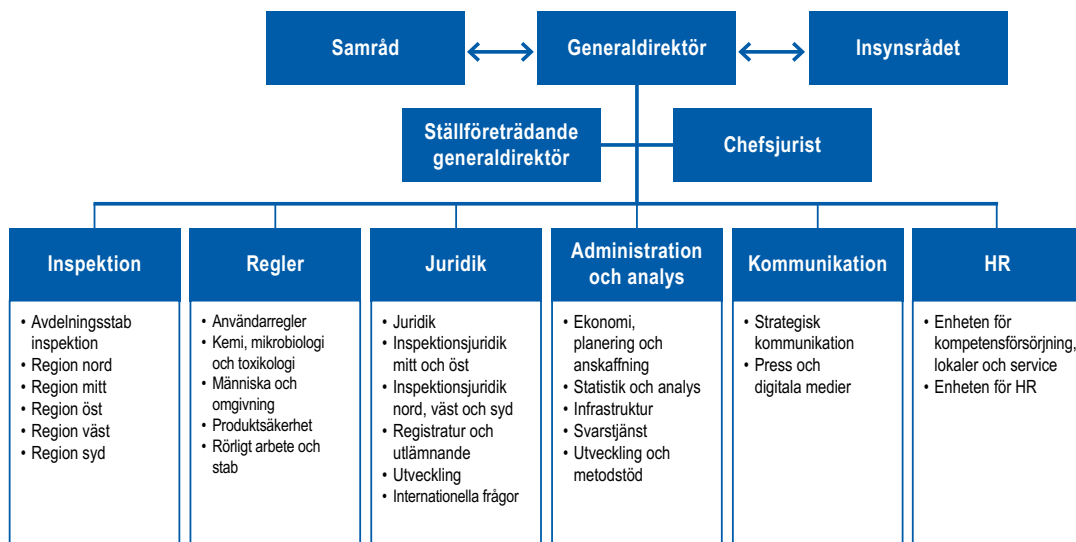 Samråd
Generaldirektör
Insynsrådet
Ställföreträdande
generaldirektör
Chefsjurist
Inspektion
• Avdelningsstab
inspektion
• Region nord
• Region mitt
• Region öst
• Region väst
• Region syd
Regler
• Användarregler
• Kemi, mikrobiologi
och toxikologi
• Människa och
omgivning
• Produktsäkerhet
• Rörligt arbete och
stab
Juridik
• Juridik
• Inspektionsjuridik
mitt och öst
• Inspektionsjuridik
nord, väst och syd
• Registratur och
utlämnande
• Utveckling
• Internationella frågor
Administration
och analys
• Ekonomi,
planering och
anskaffning
• Statistik och analys
• Infrastruktur
• Svarstjänst
• Utveckling och
metodstöd
Kommunikation
• Strategisk
kommunikation
• Press och
digitala medier
HR
• Enheten för
kompetensförsörjning,
lokaler och service
• Enheten för HR